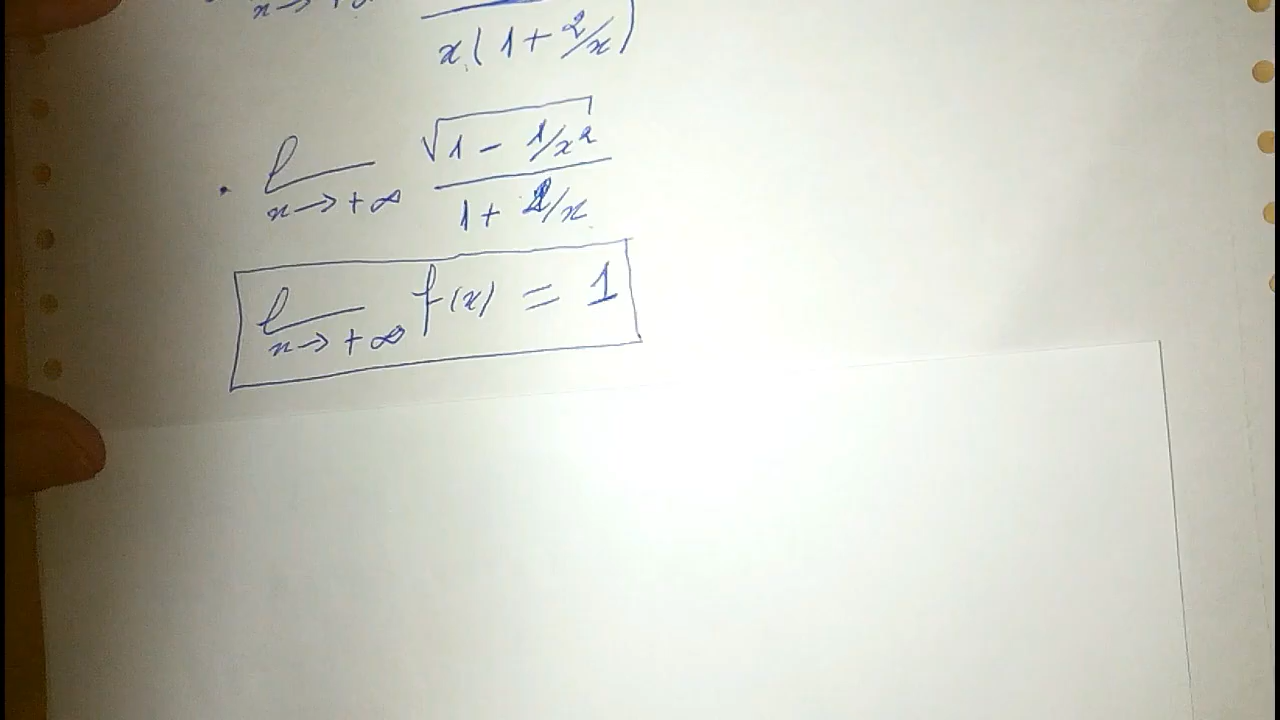 x → +∞
x(1 + 2/x)
. lim x → +∞ √(1 - 1/x²) / (1 + 2/x)
lim x → +∞ f(x) = 1